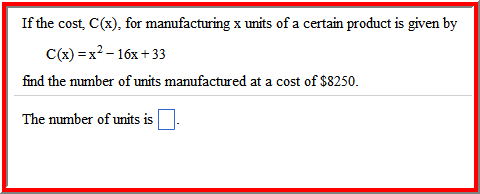 If the cost, C(x), for manufacturing x units of a certain product is given by
C(x) = x² − 16x + 33
find the number of units manufactured at a cost of $8250.
The number of units is .